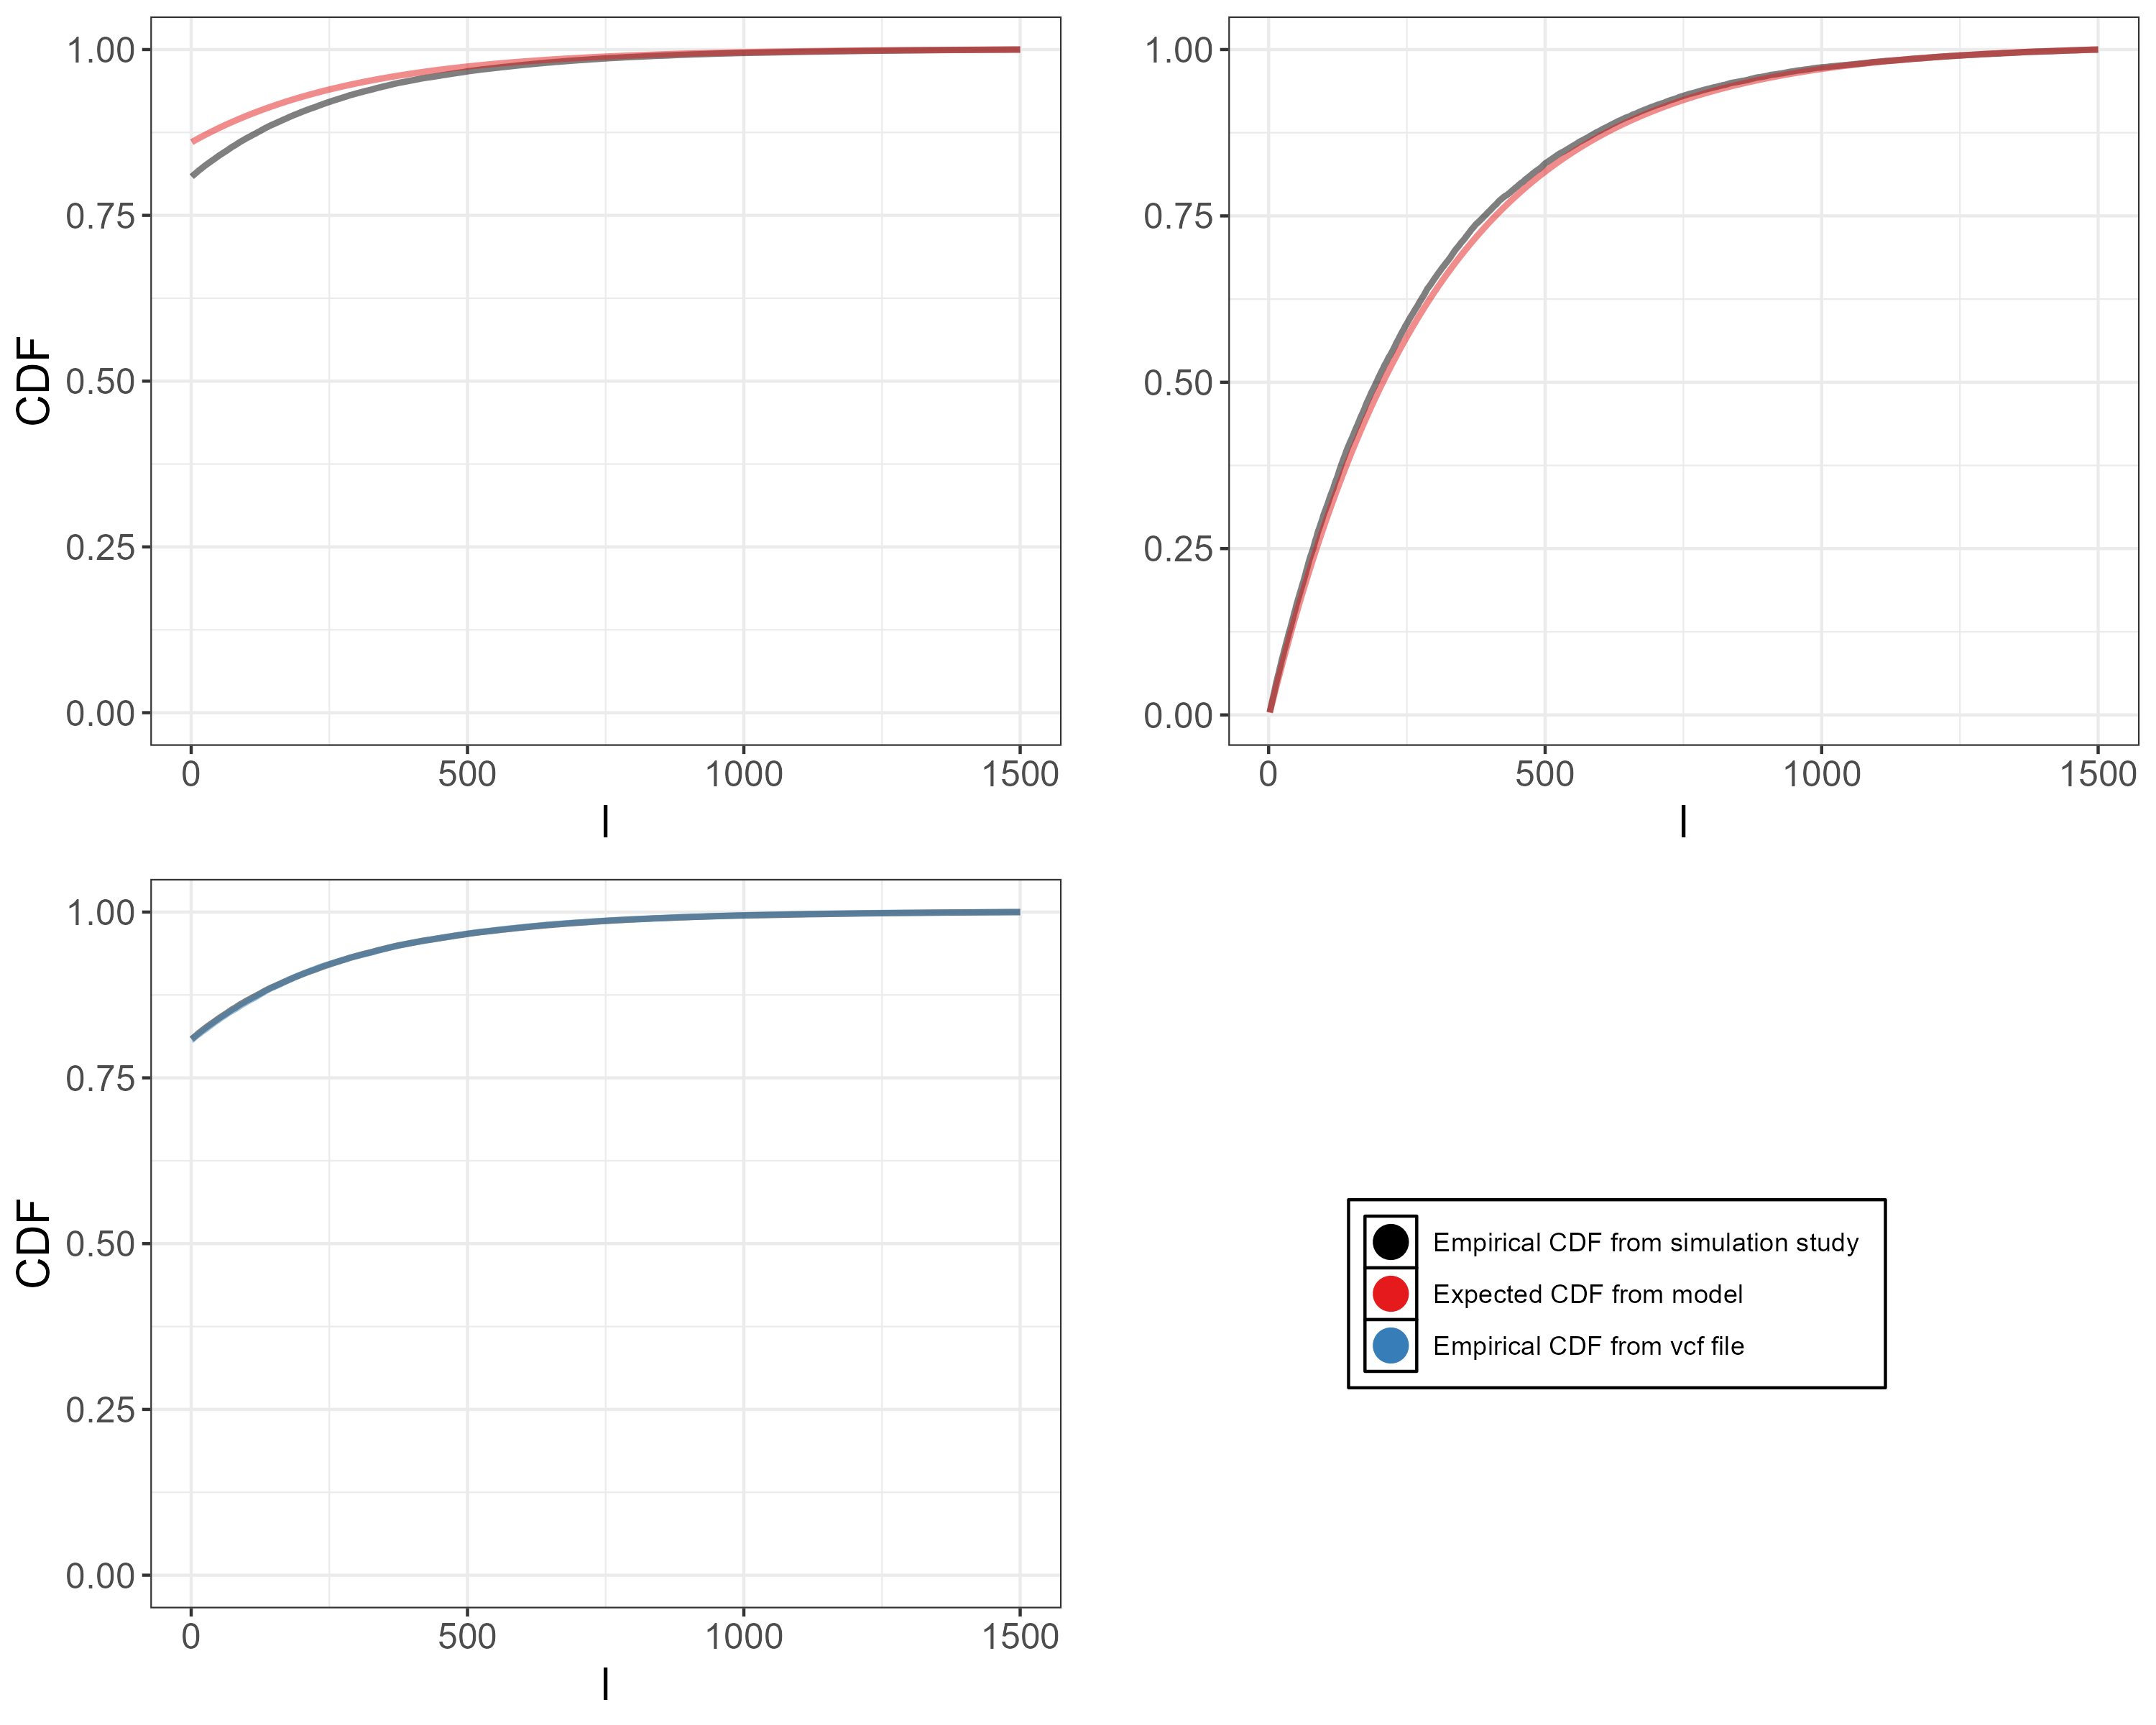 CDF
1.00
0.75
0.50
0.25
0.00
0 500 1000 1500
l
1.00
0.75
0.50
0.25
0.00
0 500 1000 1500
l
CDF
1.00
0.75
0.50
0.25
0.00
0 500 1000 1500
l
Empirical CDF from simulation study
Expected CDF from model
Empirical CDF from vcf file